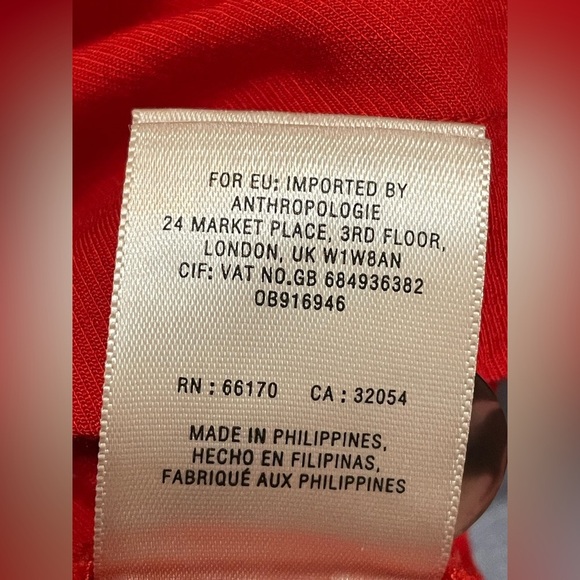 FOR EU: IMPORTED BY
ANTHROPOLOGIE
24 MARKET PLACE, 3RD FLOOR,
LONDON, UK W1W8AN
CIF: VAT NO.GB 684936382
OB916946
RN : 66170 CA : 32054
MADE IN PHILIPPINES,
HECHO EN FILIPINAS,
FABRIQUÉ AUX PHILIPPINES